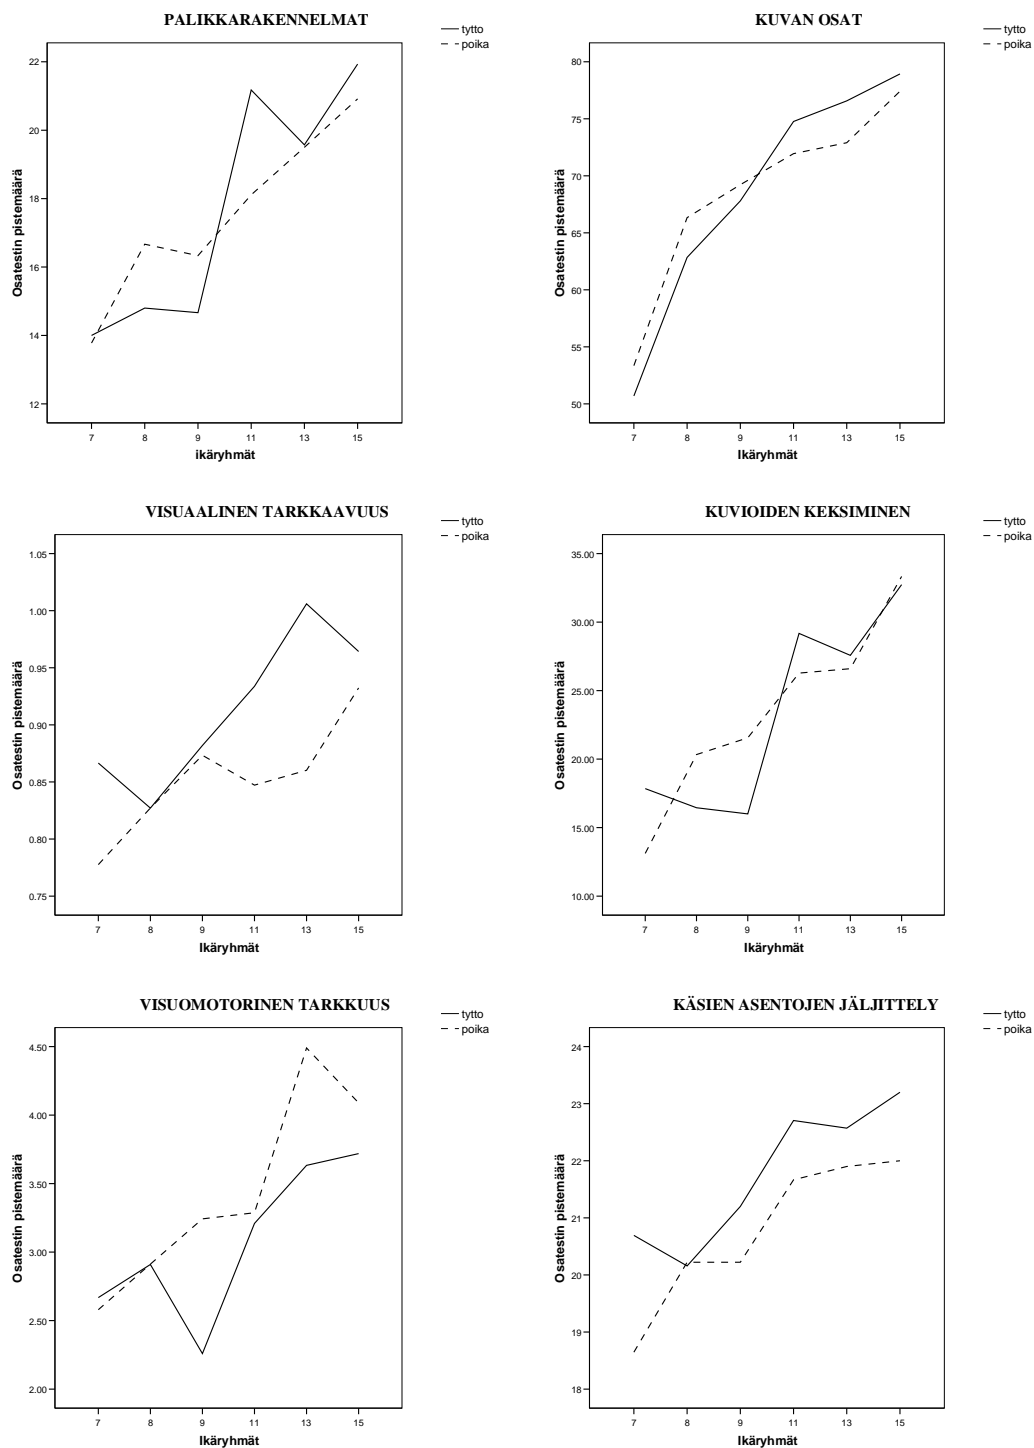 PALIKKARAKENNELMAT
tytto
poika
Osatestin pistemäärä
22
20
18
16
14
12
7 8 9 11 13 15
ikäryhmät
KUVAN OSAT
tytto
poika
Osatestin pistemäärä
80
75
70
65
60
55
50
7 8 9 11 13 15
Ikäryhmät
VISUAALINEN TARKKAAVUUS
tytto
poika
Osatestin pistemäärä
1.05
1.00
0.95
0.90
0.85
0.80
0.75
7 8 9 11 13 15
Ikäryhmät
KUVIOIDEN KEKSIMINEN
tytto
poika
Osatestin pistemäärä
35.00
30.00
25.00
20.00
15.00
10.00
7 8 9 11 13 15
Ikäryhmät
VISUOMOTORINEN TARKKUUS
tytto
poika
Osatestin pistemäärä
4.50
4.00
3.50
3.00
2.50
2.00
7 8 9 11 13 15
Ikäryhmät
KÄSIEN ASENTOJEN JÄLJITTELY
tytto
poika
Osatestin pistemäärä
24
23
22
21
20
19
18
7 8 9 11 13 15
Ikäryhmät